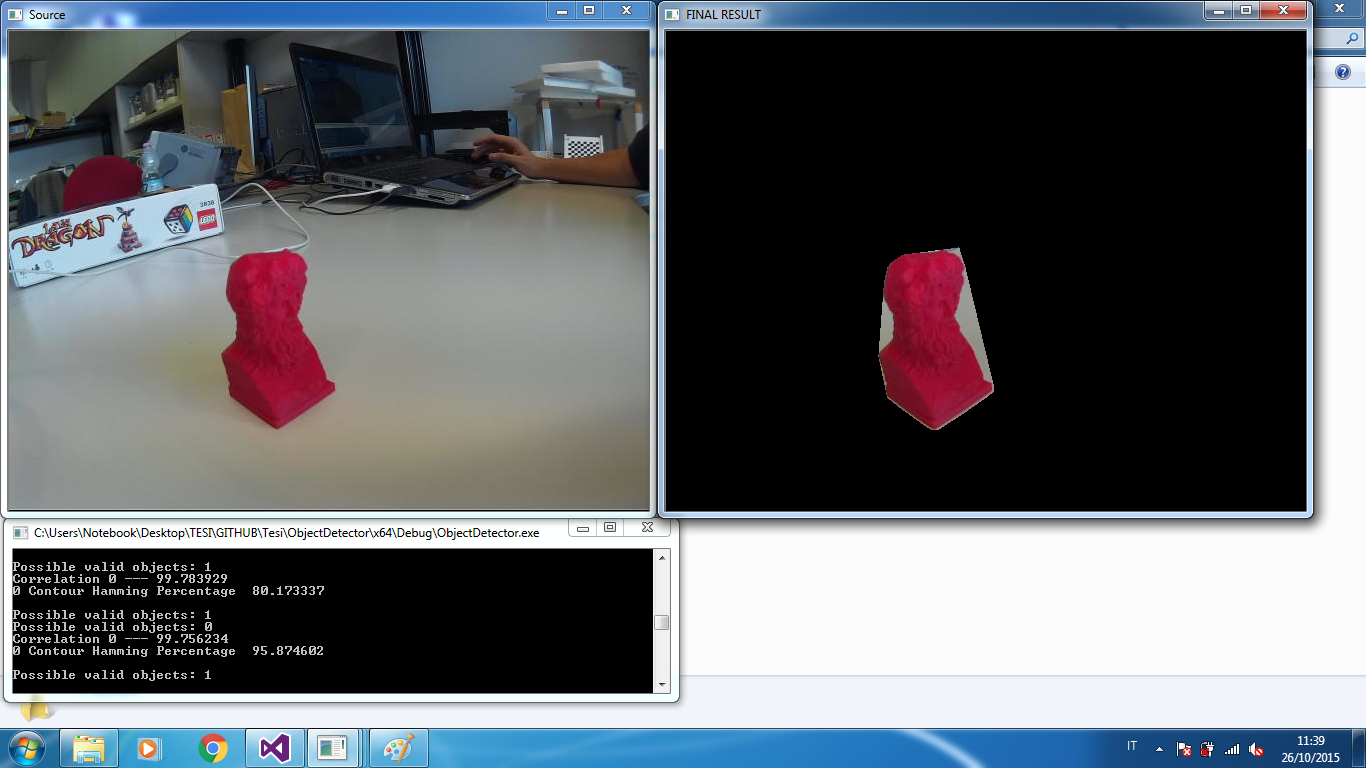 Source
FINAL RESULT
3838
LAVA
DRAGON
LEGO
C:\Users\Notebook\Desktop\TESI\GITHUB\Tesi\ObjectDetector\x64\Debug\ObjectDetector.exe
Possible valid objects: 1
Correlation 0 --- 99.783929
0 Contour Hamming Percentage  80.173337
Possible valid objects: 1
Possible valid objects: 0
Correlation 0 --- 99.756234
0 Contour Hamming Percentage  95.874602
Possible valid objects: 1
IT
11:39
26/10/2015